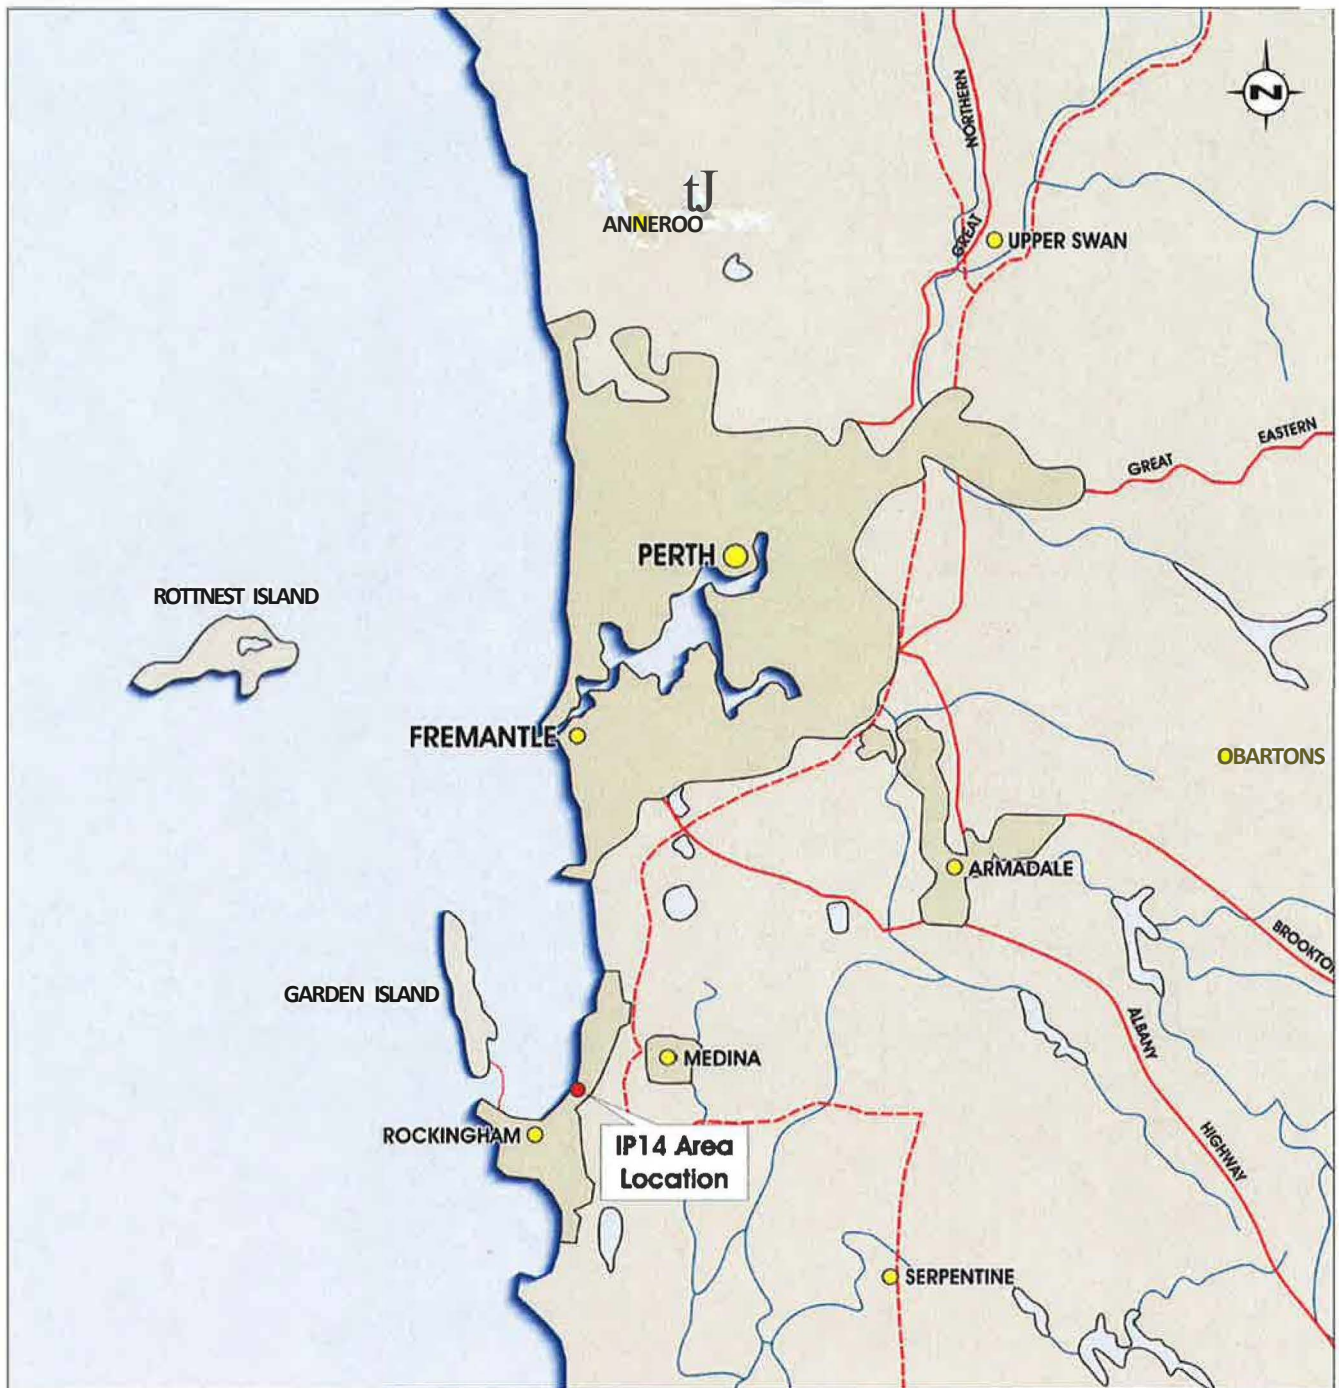 N
NORTHERN
tJ
ANNEROO
GREAT
UPPER SWAN
EASTERN
GREAT
PERTH
ROTTNEST ISLAND
FREMANTLE
OBARTONS
ARMADALE
BROOKTO
GARDEN ISLAND
ALBANY
MEDINA
ROCKINGHAM
HIGHWAY
IP14 Area
Location
SERPENTINE